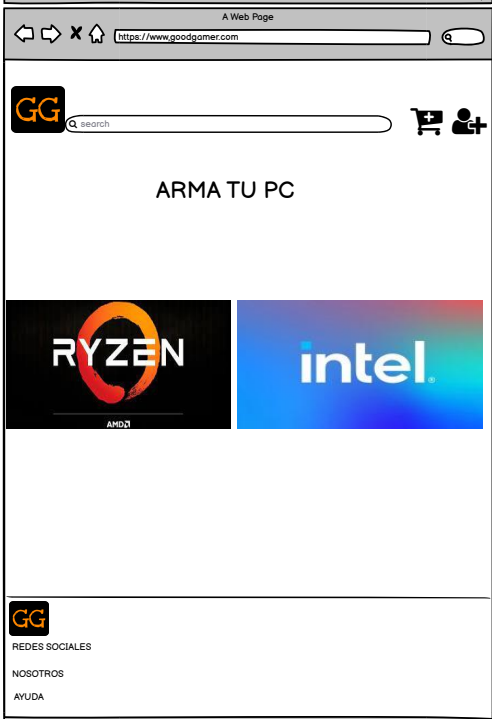 A Web Page
https://www.goodgamer.com
GG
search
ARMA TU PC
RYZEN
AMD
intel.
GG
REDES SOCIALES
NOSOTROS
AYUDA